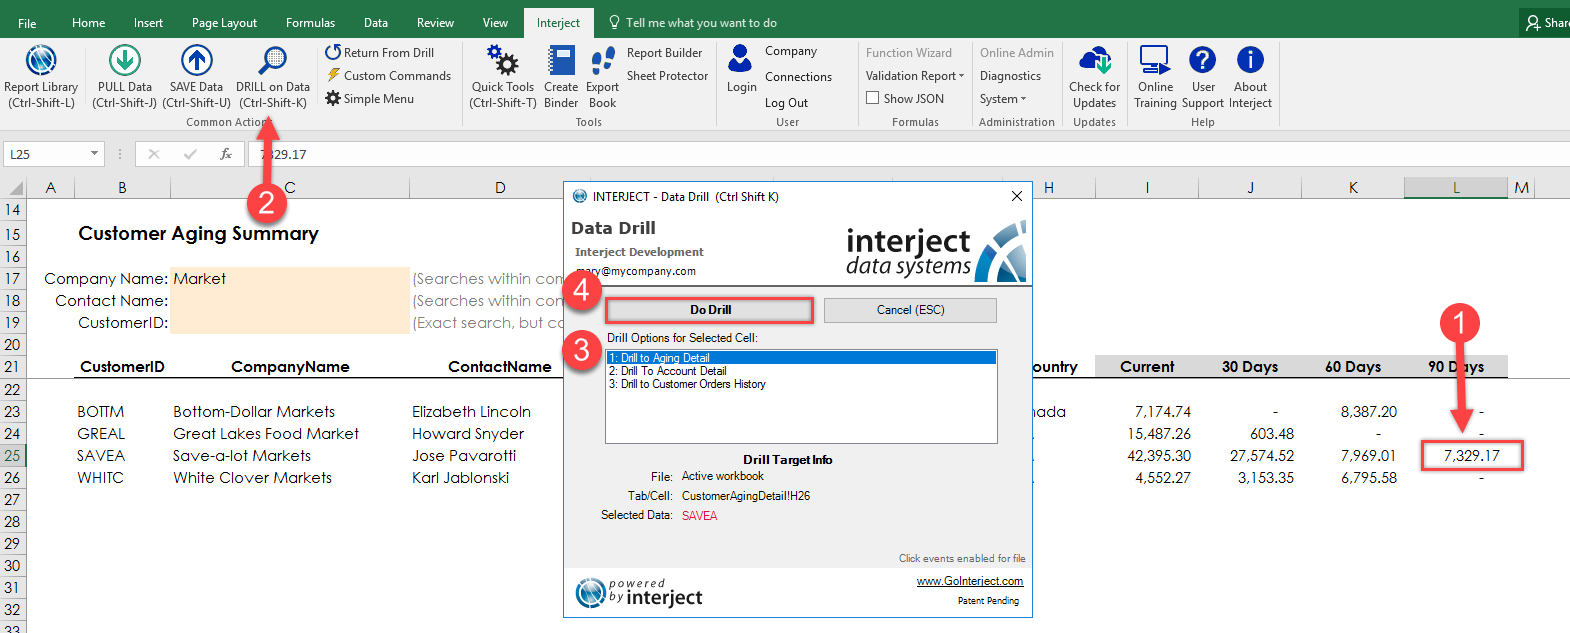 File Home Insert Page Layout Formulas Data Review View Interject Tell me what you want to do Share
Report Library
(Ctrl-Shift-L)
PULL Data
(Ctrl-Shift-J)
SAVE Data
(Ctrl-Shift-U)
DRILL on Data
(Ctrl-Shift-K)
Return From Drill
Custom Commands
Simple Menu
Common Actions
Quick Tools
(Ctrl-Shift-T)
Create
Binder
Export
Book
Report Builder
Sheet Protector
Tools
Login
Company
Connections
Log Out
User
Function Wizard
Validation Report
Show JSON
Formulas
Online Admin
Diagnostics
System
Administration
Check for
Updates
Updates
Online
Training
User
Support
About
Interject
Help
L25 fx 7329.17
2
A B C D H I J K L M
14
15 Customer Aging Summary
16
17 Company Name: Market (Searches within com
18 Contact Name: (Searches within con
19 CustomerID: (Exact search, but co
20
21 CustomerID CompanyName ContactName ountry Current 30 Days 60 Days 90 Days
22
23 BOTTM Bottom-Dollar Markets Elizabeth Lincoln nada 7,174.74 - 8,387.20 -
24 GREAL Great Lakes Food Market Howard Snyder 15,487.26 603.48 - -
25 SAVEA Save-a-lot Markets Jose Pavarotti 42,395.30 27,574.52 7,969.01 7,329.17
26 WHITC White Clover Markets Karl Jablonski 4,552.27 3,153.35 6,795.58 -
27
28
29
30
31
32
33
1
INTERJECT - Data Drill (Ctrl Shift K)
Data Drill
Interject Development
mary@mycompany.com
interject
data systems
4
Do Drill Cancel (ESC)
3
Drill Options for Selected Cell:
1: Drill to Aging Detail
2: Drill To Account Detail
3: Drill to Customer Orders History
Drill Target Info
File: Active workbook
Tab/Cell: CustomerAgingDetail!H26
Selected Data: SAVEA
Click events enabled for file
powered
by interject
www.GoInterject.com
Patent Pending